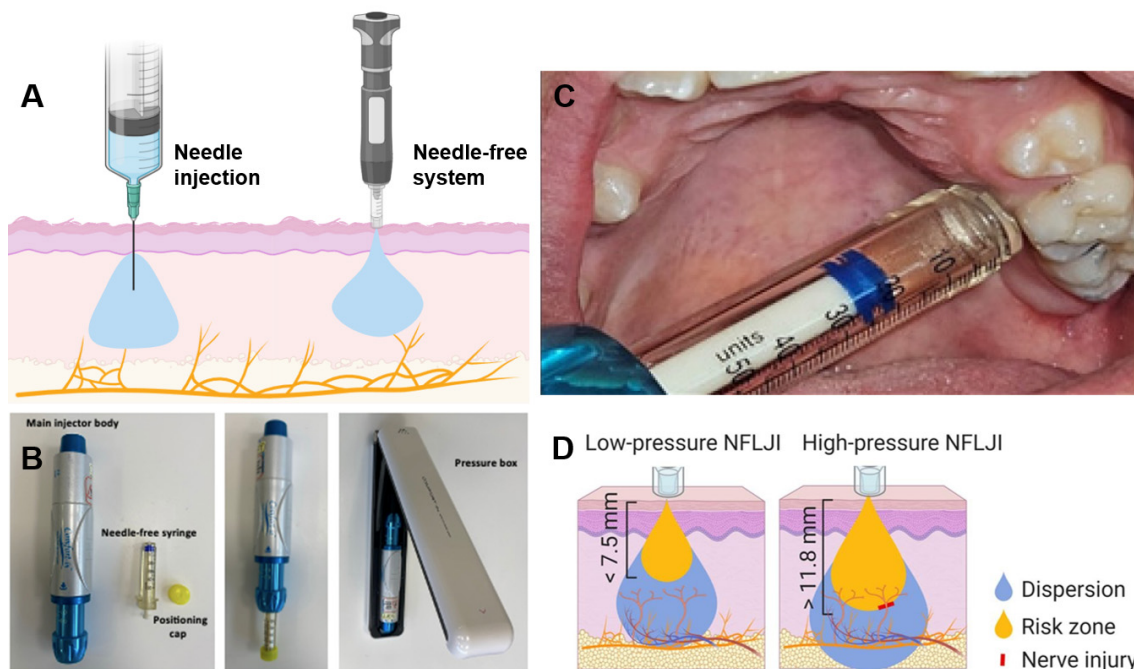 A
Needle
injection
Needle-free
system
B
Main injector body
Needle-free syringe
Positioning
cap
Pressure box
C
10
20
30
40
50
units
D
Low-pressure NFLJI
High-pressure NFLJI
< 7.5 mm
> 11.8 mm
Dispersion
Risk zone
Nerve injury